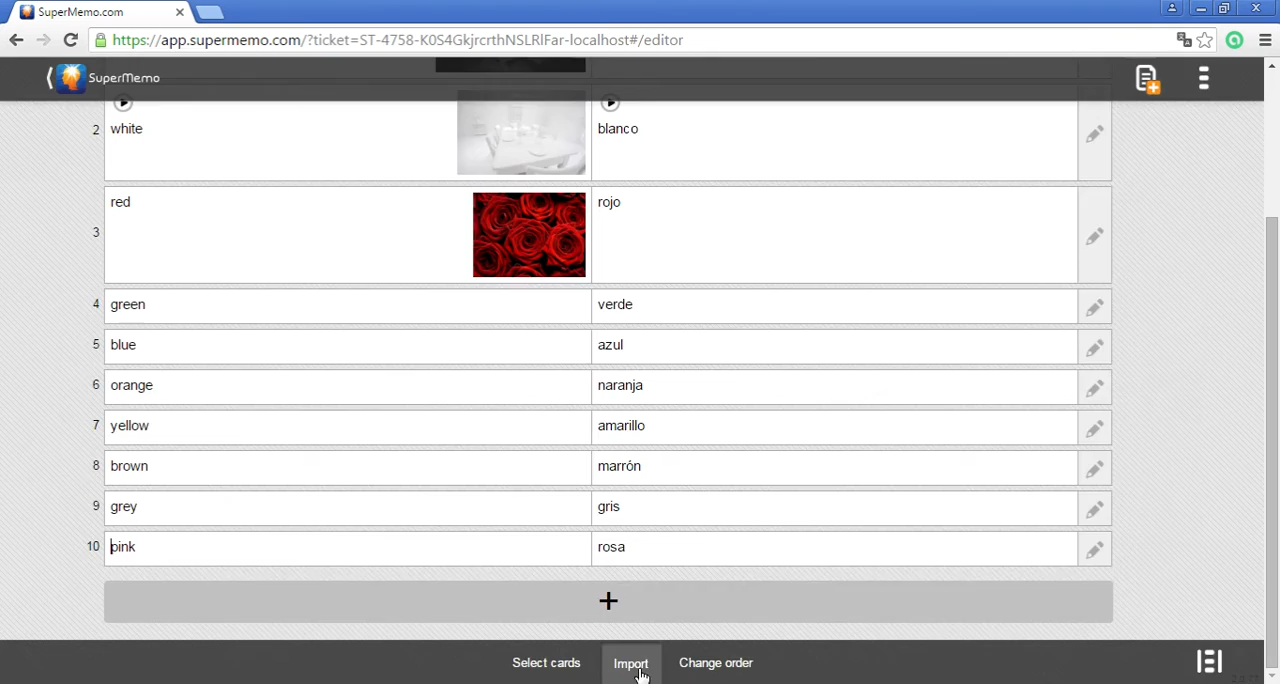 SuperMemo.com
https://app.supermemo.com/?ticket=ST-4758-K0S4GkjrcrthNSLRlFar-localhost#/editor
SuperMemo
2 white blanco
3 red rojo
4 green verde
5 blue azul
6 orange naranja
7 yellow amarillo
8 brown marrón
9 grey gris
10 pink rosa
+
Select cards Import Change order